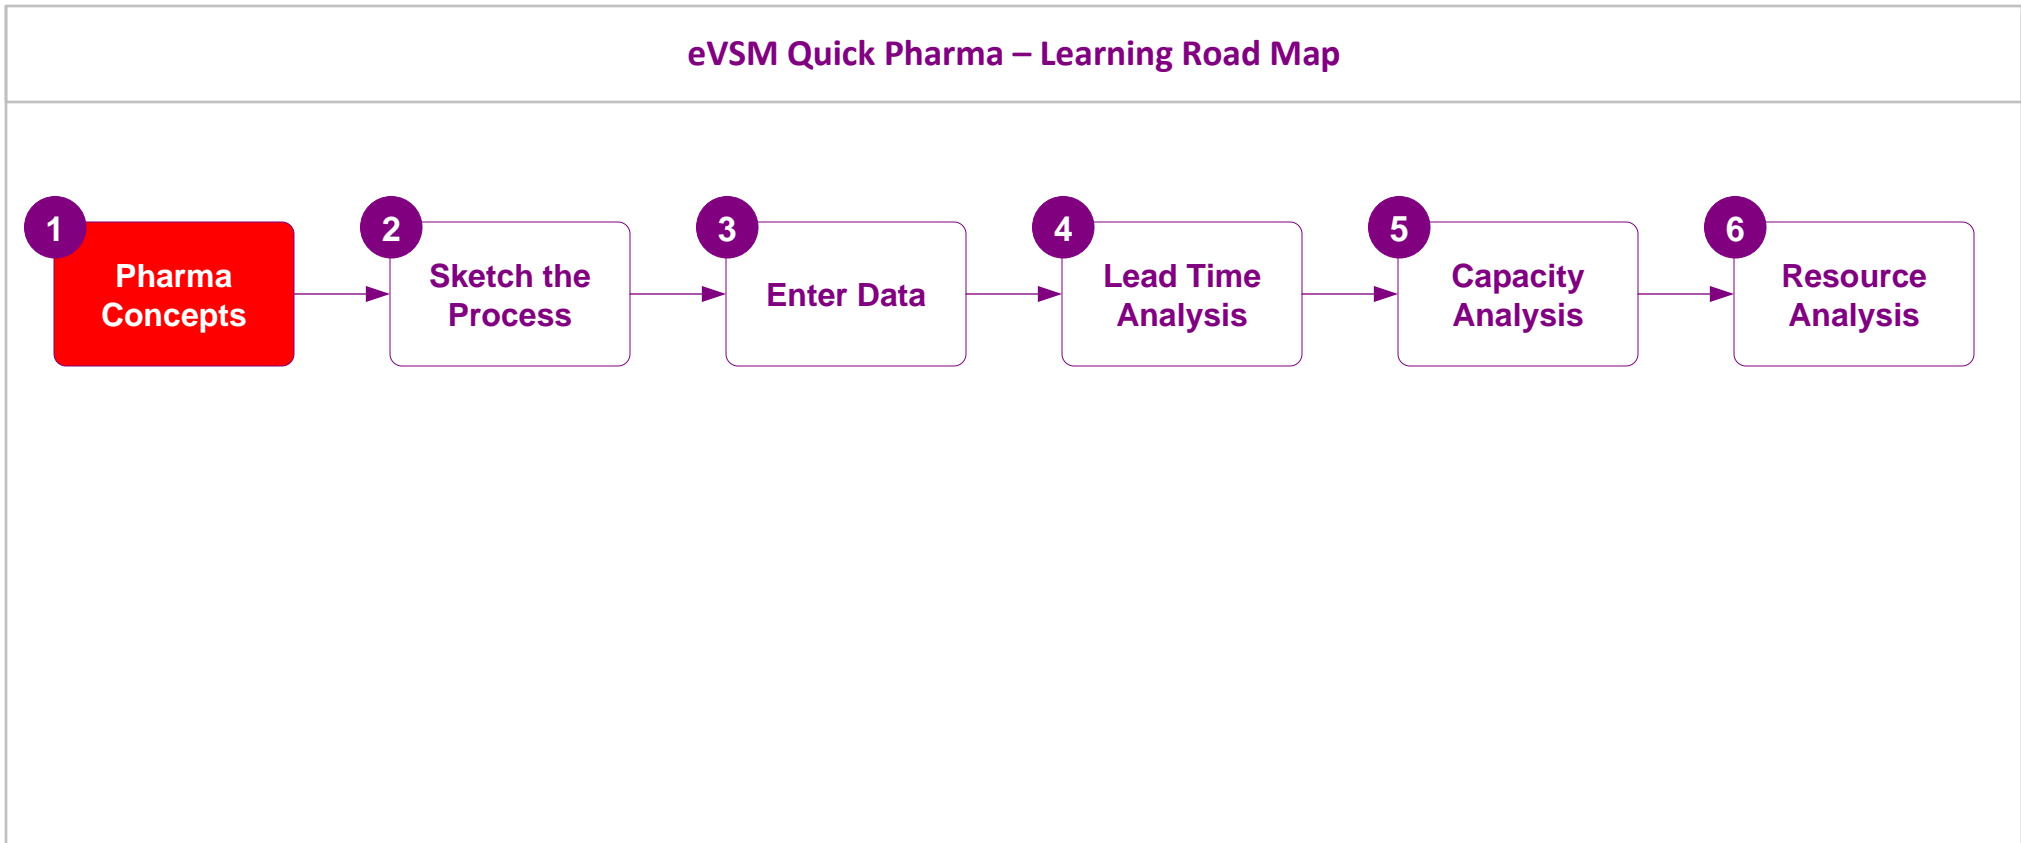 eVSM Quick Pharma – Learning Road Map
1
Pharma
Concepts
2
Sketch the
Process
3
Enter Data
4
Lead Time
Analysis
5
Capacity
Analysis
6
Resource
Analysis